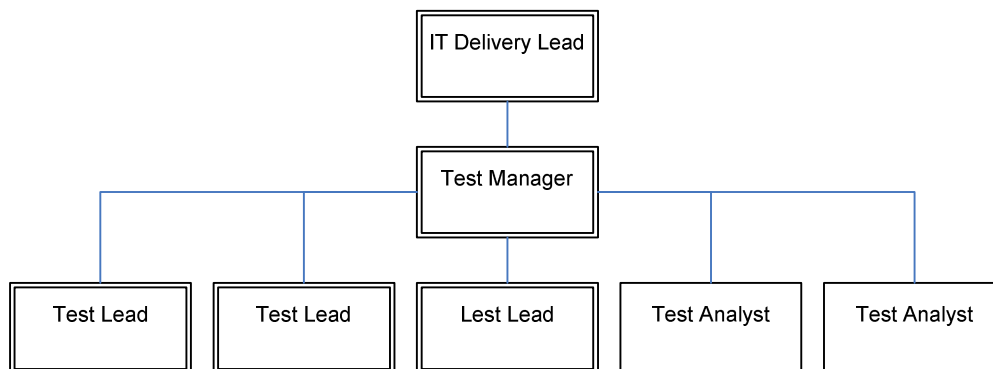 IT Delivery Lead
Test Manager
Test Lead
Test Lead
Lest Lead
Test Analyst
Test Analyst